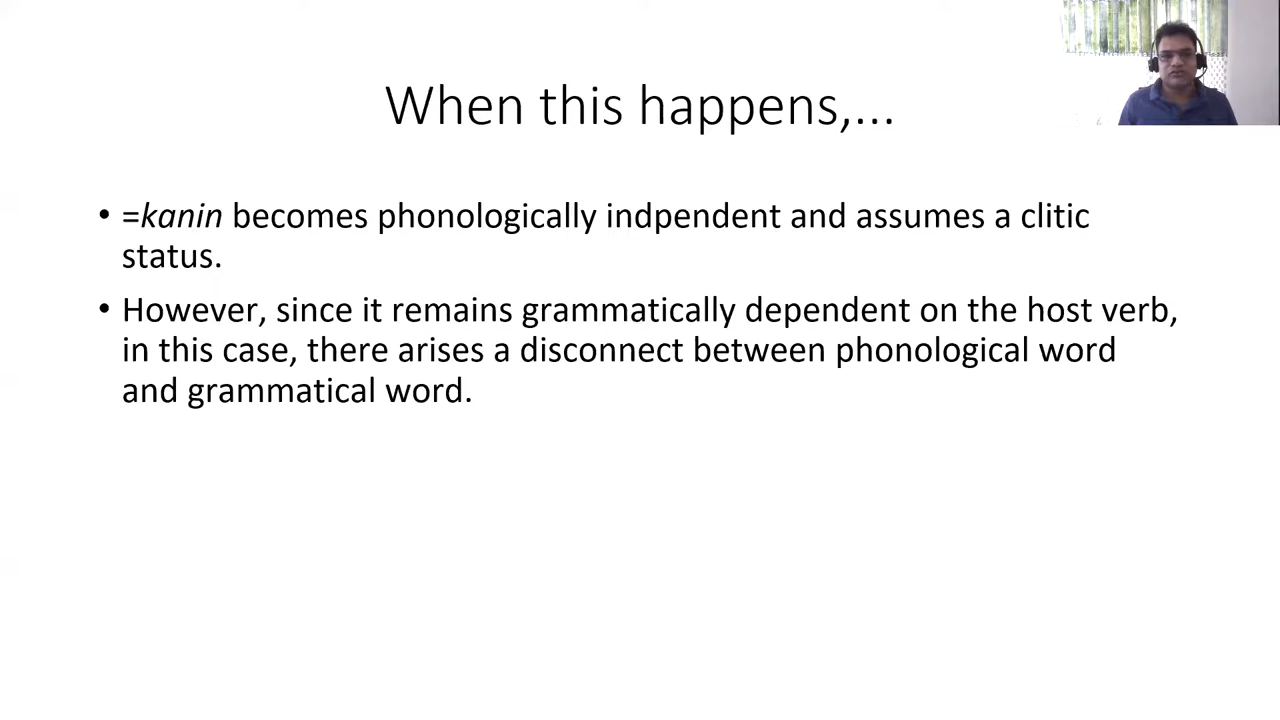 When this happens,...
• =kanin becomes phonologically indpendent and assumes a clitic
status.
• However, since it remains grammatically dependent on the host verb,
in this case, there arises a disconnect between phonological word
and grammatical word.